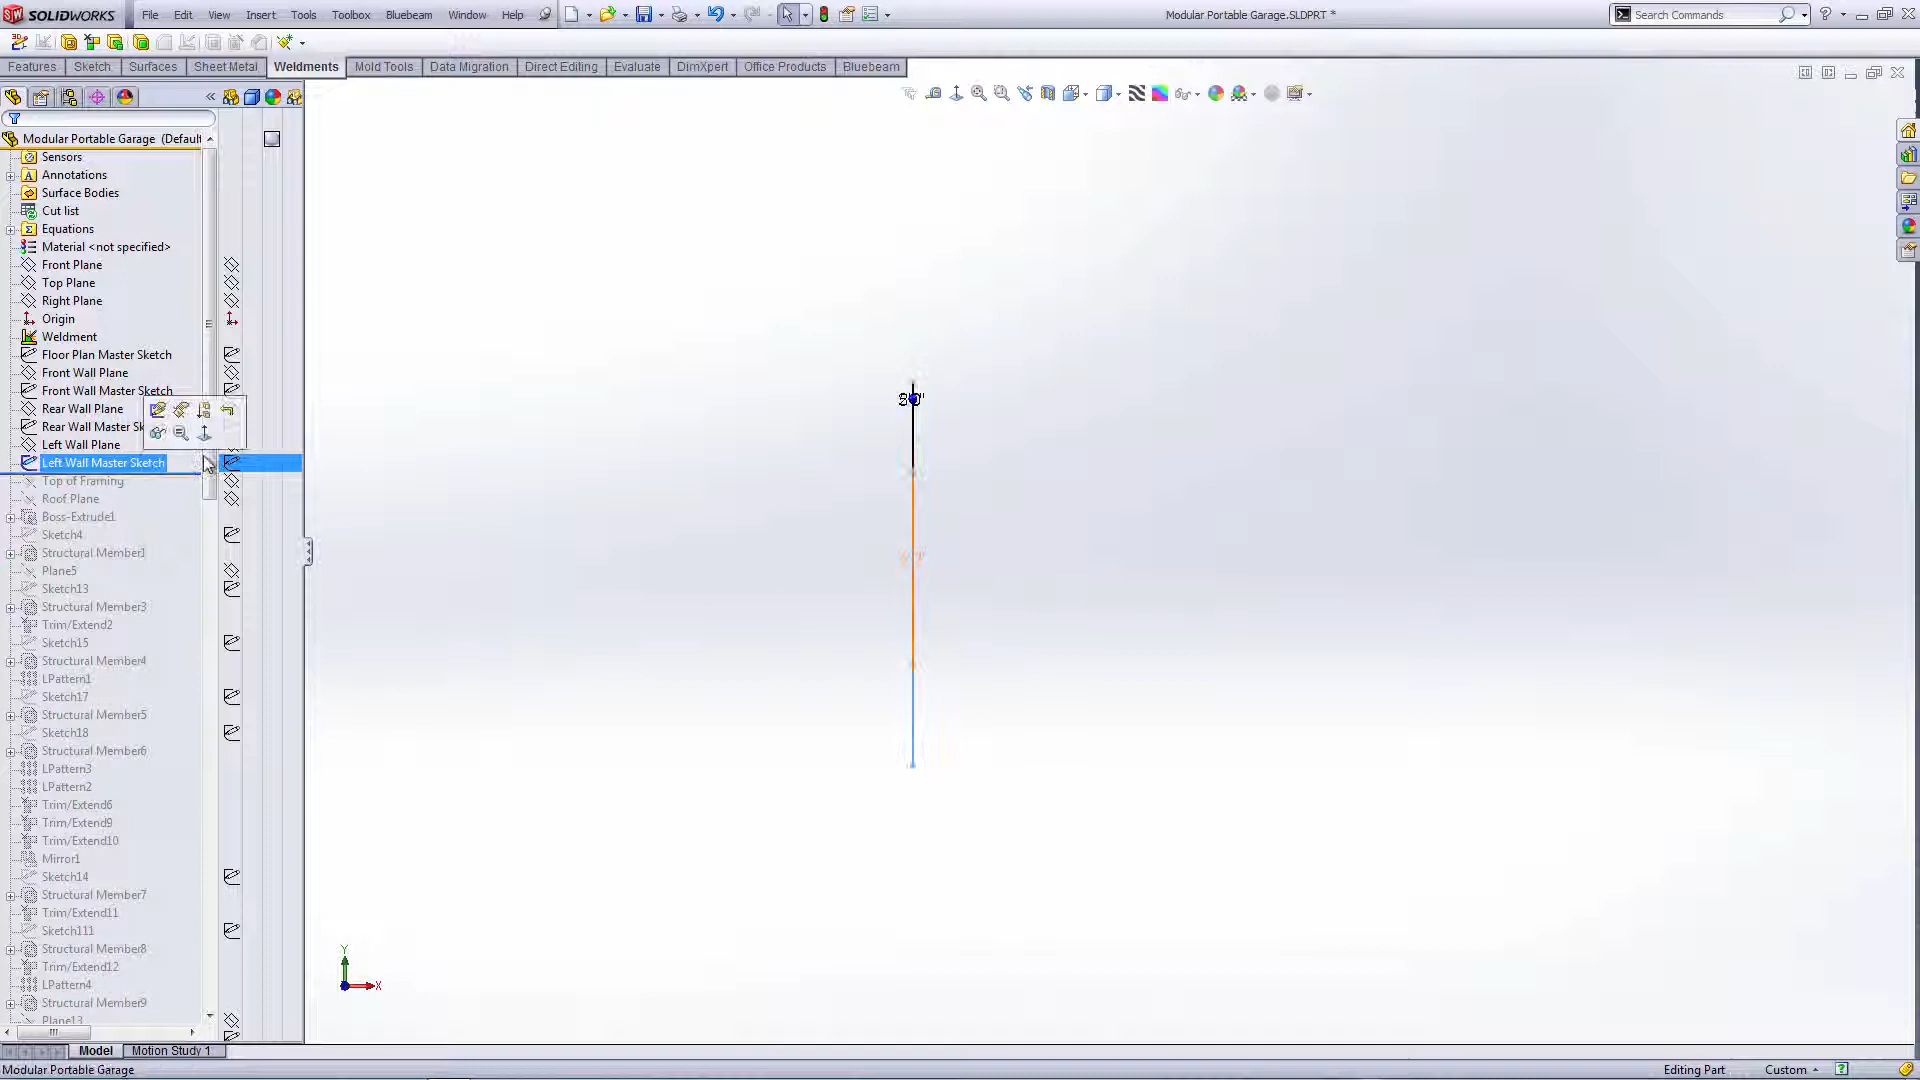 SOLIDWORKS File Edit View Insert Tools Toolbox Bluebeam Window Help Modular Portable Garage.SLDPRT * Search Commands
Features Sketch Surfaces Sheet Metal Weldments Mold Tools Data Migration Direct Editing Evaluate DimXpert Office Products Bluebeam
Modular Portable Garage (Default
Sensors
Annotations
Surface Bodies
Cut list
Equations
Material <not specified>
Front Plane
Top Plane
Right Plane
Origin
Weldment
Floor Plan Master Sketch
Front Wall Plane
Front Wall Master Sketch
Rear Wall Plane
Rear Wall Master Sk
Left Wall Plane
Left Wall Master Sketch
Top of Framing
Roof Plane
Boss-Extrude1
Sketch4
Structural Member1
Plane5
Sketch13
Structural Member3
Trim/Extend2
Sketch15
Structural Member4
LPattern1
Sketch17
Structural Member5
Sketch18
Structural Member6
LPattern3
LPattern2
Trim/Extend6
Trim/Extend9
Trim/Extend10
Mirror1
Sketch14
Structural Member7
Trim/Extend11
Sketch111
Structural Member8
Trim/Extend12
LPattern4
Structural Member9
Plane13
Y
X
Model Motion Study 1
Modular Portable Garage Editing Part Custom